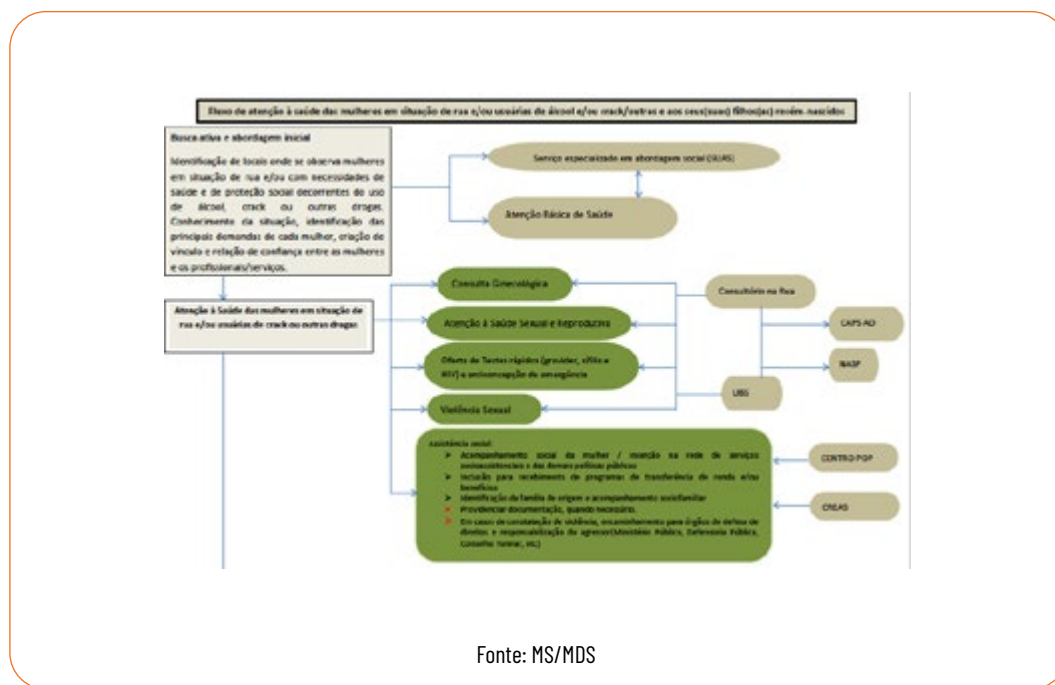 Fluxo de atenção à saúde das mulheres em situação de rua e/ou usuárias de álcool e/ou crack/outras e aos seus(suas) filhos(as) recém-nascidos
Busca ativa e abordagem inicial
Identificação de locais onde se observa mulheres
em situação de rua e/ou com necessidades de
saúde e de proteção social decorrentes do uso
de álcool, crack ou outras drogas.
Conhecimento da situação, identificação das
principais demandas de cada mulher, criação de
vínculo e relação de confiança entre as mulheres
e os profissionais/serviços.
Serviço especializado em abordagem social (SUAS)
Atenção Básica de Saúde
Atenção à Saúde das mulheres em situação de
rua e/ou usuárias de crack ou outras drogas
Consulta Ginecológica
Atenção à Saúde Sexual e Reprodutiva
Oferta de Testes rápidos (gravidez, sífilis e
HIV) e anticoncepção de emergência
Violência Sexual
Consultório na Rua
CAPS AD
NASF
UBS
Assistência social:
Acompanhamento social da mulher / inserção na rede de serviços
socioassistenciais e das demais políticas públicas
Inclusão para recebimento de programas de transferência de renda e/ou
benefícios
Identificação da família de origem e acompanhamento sociofamiliar
Providenciar documentação, quando necessário.
Em casos de constatação de violência, encaminhamento para órgãos de defesa de
direitos e responsabilização do agressor(Ministério Público, Defensoria Pública,
Conselho Tutelar, etc)
CENTRO POP
CREAS
Fonte: MS/MDS